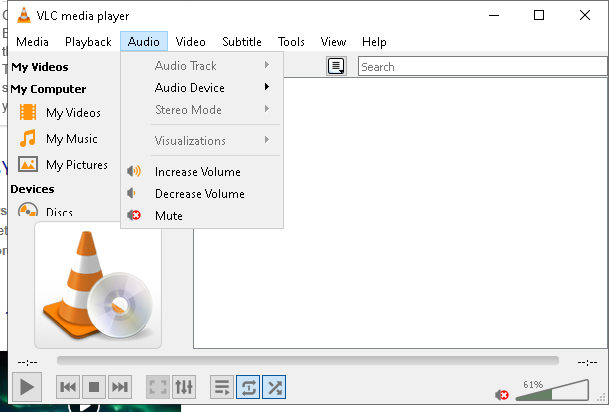 VLC media player
Media Playback Audio Video Subtitle Tools View Help
My Videos
My Computer
My Videos
My Music
My Pictures
Devices
Discs
Audio Track
Audio Device
Stereo Mode
Visualizations
Increase Volume
Decrease Volume
Mute
Search
--:-- --:--
61%